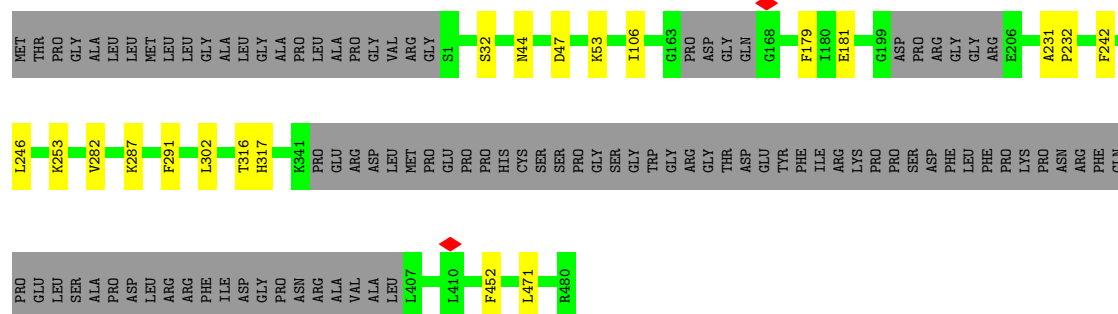 MET THR PRO GLY ALA LEU LEU MET LEU LEU GLY ALA LEU GLY ALA PRO LEU ALA PRO GLY VAL ARG GLY S1 S32 N44 D47 K53 I106 G163 PRO ASP GLY GLN G168 F179 I180 E181 G199 ASP PRO ARG GLY GLY ARG E206 A231 P232 F242
L246 K253 V282 K287 F291 L302 T316 H317 K341 PRO GLU ARG ASP LEU MET PRO GLU PRO PRO HIS CYS SER SER PRO GLY SER GLY TRP GLY ARG GLY THR ASP GLU TYR PHE ILE ARG LYS PRO PRO SER ASP PHE LEU PHE PRO LYS PRO ASN ARG PHE GLN
PRO GLU LEU SER ALA PRO ASP LEU ARG ARG PHE ILE ASP GLY PRO ASN ARG ALA VAL ALA LEU L407 L410 F452 L471 R480